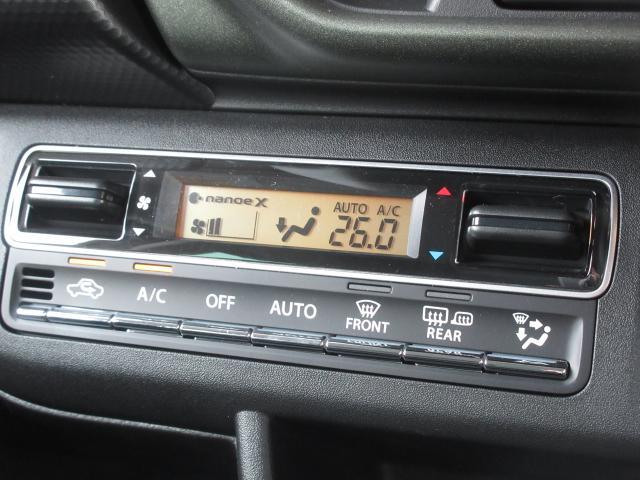 nanoe X
AUTO A/C
26.0
A/C
OFF
AUTO
FRONT
REAR